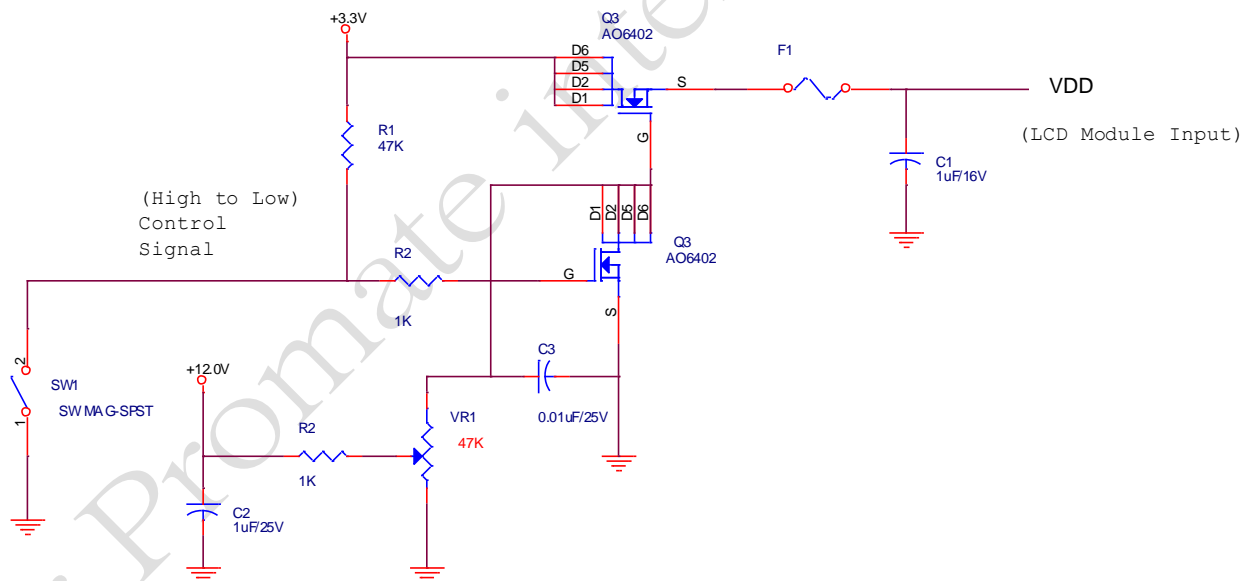 +3.3V
Q3
AO6402
D6
D5
D2
D1
S
G
F1
VDD
(LCD Module Input)
R1
47K
C1
1uF/16V
(High to Low)
Control
Signal
D1
D2
D5
D6
Q3
AO6402
R2
G
1K
S
2
SW1
SW MAG-SPST
1
+12.0V
C3
0.01uF/25V
VR1
47K
R2
1K
C2
1uF/25V
Promate inte